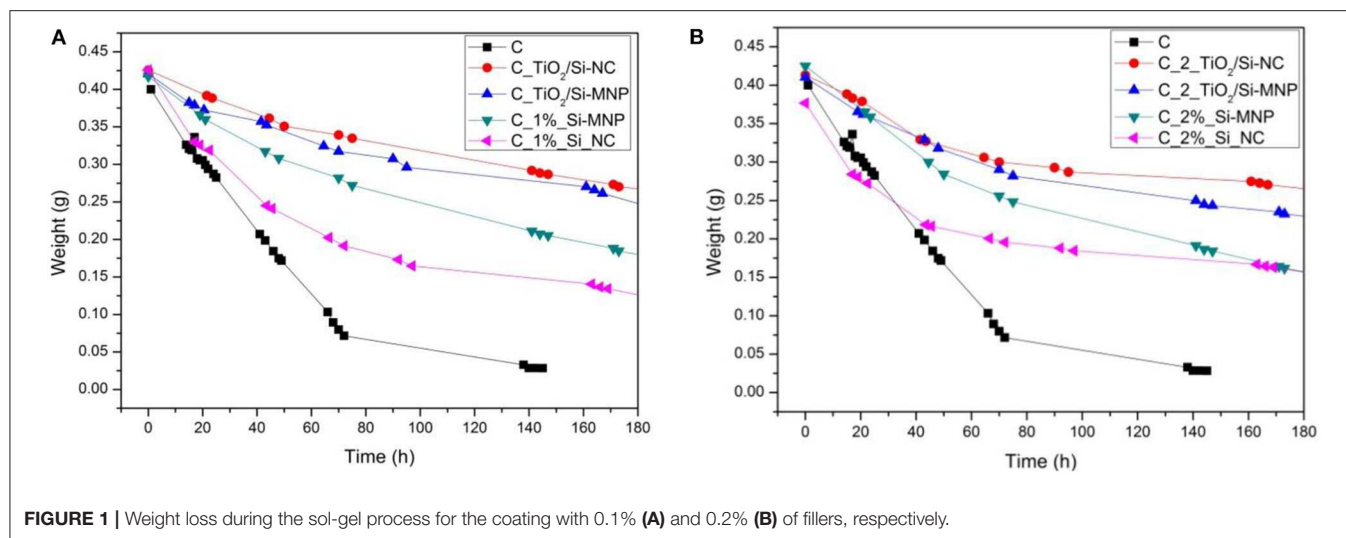 A
C
C_TiO2/Si-NC
C_TiO2/Si-MNP
C_1%_Si-MNP
C_1%_Si_NC
0.45
0.40
0.35
0.30
0.25
0.20
0.15
0.10
0.05
0.00
Weight (g)
0 20 40 60 80 100 120 140 160 180
Time (h)
B
C
C_2_TiO2/Si-NC
C_2_TiO2/Si-MNP
C_2%_Si-MNP
C_2%_Si_NC
0.45
0.40
0.35
0.30
0.25
0.20
0.15
0.10
0.05
0.00
Weight (g)
0 20 40 60 80 100 120 140 160 180
Time (h)
FIGURE 1 | Weight loss during the sol-gel process for the coating with 0.1% (A) and 0.2% (B) of fillers, respectively.